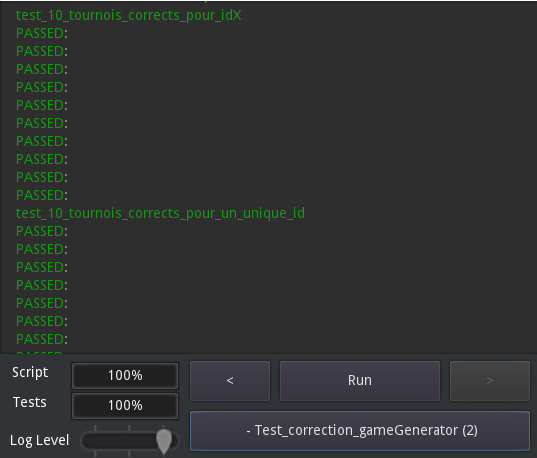 test_10_tournois_corrects_pour_idX
PASSED:
PASSED:
PASSED:
PASSED:
PASSED:
PASSED:
PASSED:
PASSED:
PASSED:
PASSED:
test_10_tournois_corrects_pour_un_unique_id
PASSED:
PASSED:
PASSED:
PASSED:
PASSED:
PASSED:
PASSED:
Script 100% < Run >
Tests 100%
Log Level - Test_correction_gameGenerator (2)